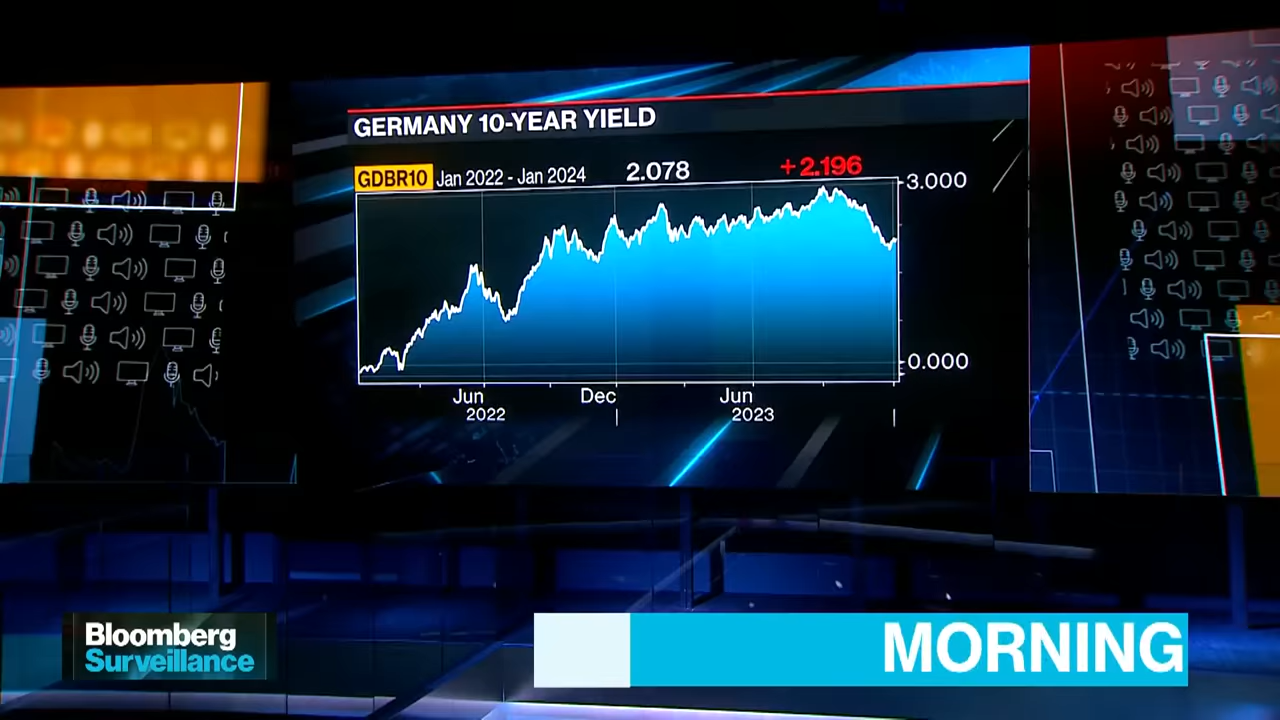 GERMANY 10-YEAR YIELD
GDBR10 Jan 2022 - Jan 2024 2.078 +2.196
3.000
0.000
Jun Dec Jun
2022 2023
Bloomberg
Surveillance
MORNING